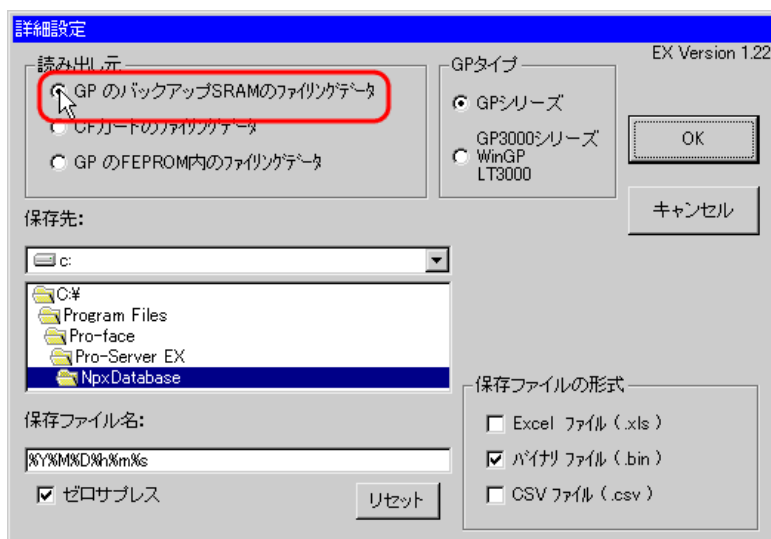 詳細設定
EX Version 1.22
読み出し元
GP のバックアップSRAMのファイリングデータ
CFカードのファイリングデータ
GP のFEPROM内のファイリングデータ
GPタイプ
GPシリーズ
GP3000シリーズ
WinGP
LT3000
OK
キャンセル
保存先:
c:
C:¥
Program Files
Pro-face
Pro-Server EX
NpxDatabase
保存ファイル名:
%Y%M%D%h%m%s
ゼロサプレス
リセット
保存ファイルの形式
Excel ファイル (.xls)
バイナリ ファイル (.bin)
CSV ファイル (.csv)